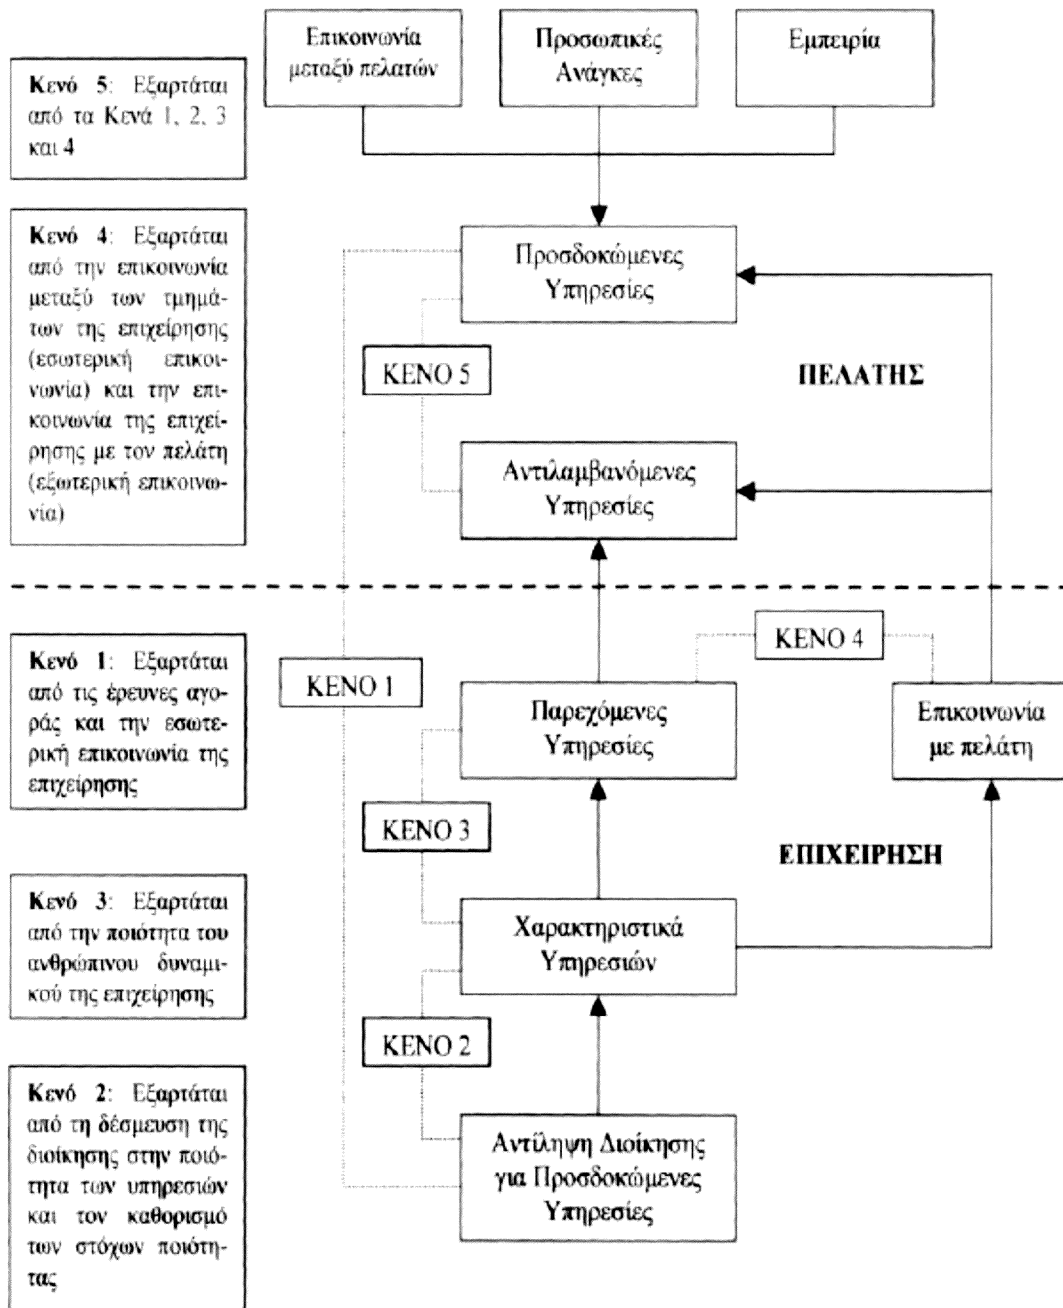 Επικοινωνία
μεταξύ πελατών
Προσωπικές
Ανάγκες
Εμπειρία
Κενό 5: Εξαρτάται
από τα Κενά 1, 2, 3
και 4
Κενό 4: Εξαρτάται
από την επικοινωνία
μεταξύ των τμημά-
των της επιχείρησης
(εσωτερική επικοι-
νωνία) και την επι-
κοινωνία της επιχεί-
ρησης με τον πελάτη
(εξωτερική επικοινω-
νία)
Προσδοκώμενες
Υπηρεσίες
ΚΕΝΟ 5
ΠΕΛΑΤΗΣ
Αντιλαμβανόμενες
Υπηρεσίες
Κενό 1: Εξαρτάται
από τις έρευνες αγο-
ράς και την εσωτε-
ρική επικοινωνία της
επιχείρησης
ΚΕΝΟ 1
ΚΕΝΟ 4
Παρεχόμενες
Υπηρεσίες
Επικοινωνία
με πελάτη
ΚΕΝΟ 3
ΕΠΙΧΕΙΡΗΣΗ
Κενό 3: Εξαρτάται
από την ποιότητα του
ανθρώπινου δυναμι-
κού της επιχείρησης
Χαρακτηριστικά
Υπηρεσιών
ΚΕΝΟ 2
Κενό 2: Εξαρτάται
από τη δέσμευση της
διοίκησης στην ποιό-
τητα των υπηρεσιών
και τον καθορισμό
των στόχων ποιότη-
τας
Αντίληψη Διοίκησης
για Προσδοκώμενες
Υπηρεσίες